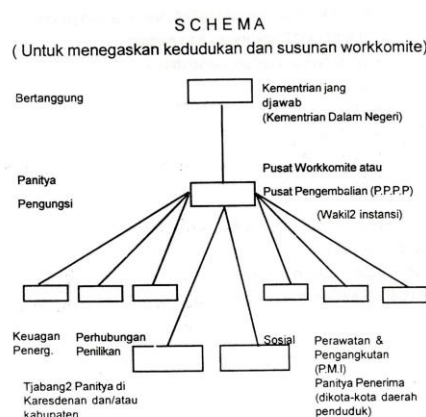 SCHEMA
( Untuk menegaskan kedudukan dan susunan workkomite)
Bertanggung
Kementrian jang
djawab
(Kementrian Dalam Negeri)
Panitya
Pengungsi
Pusat Workkomite atau
Pusat Pengembalian (P.P.P.P)
(Wakil2 instansi)
Keuagan
Penerg.
Perhubungan
Penilikan
Sosial
Perawatan &
Pengangkutan
(P.M.I)
Panitya Penerima
(dikota-kota daerah
penduduk)
Tjabang2 Panitya di
Karesdenan dan/atau
kabupaten